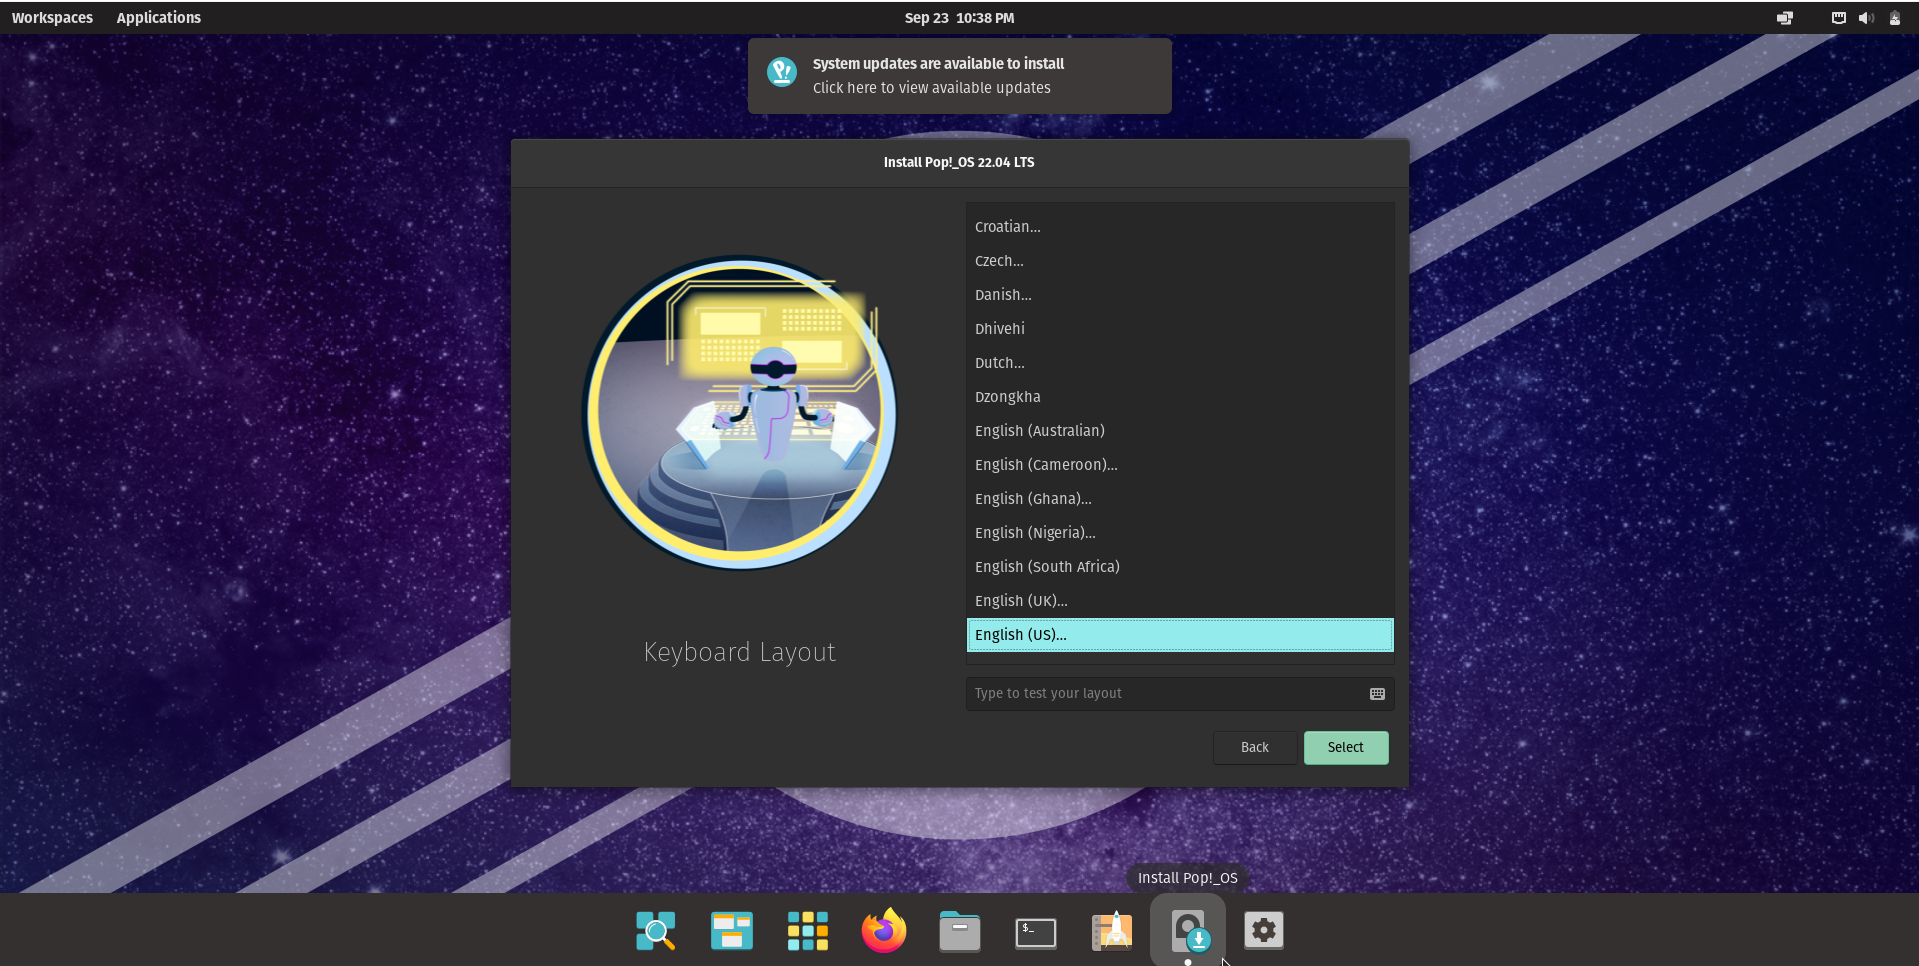 Workspaces Applications Sep 23 10:38 PM
System updates are available to install
Click here to view available updates
Install Pop!_OS 22.04 LTS
Croatian...
Czech...
Danish...
Dhivehi
Dutch...
Dzongkha
English (Australian)
English (Cameroon)...
English (Ghana)...
English (Nigeria)...
English (South Africa)
English (UK)...
English (US)...
Keyboard Layout
Type to test your layout
Back Select
Install Pop!_OS
$_